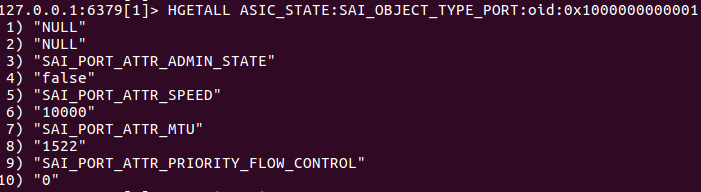 127.0.0.1:6379[1]> HGETALL ASIC_STATE:SAI_OBJECT_TYPE_PORT:oid:0x1000000000001
1) "NULL"
2) "NULL"
3) "SAI_PORT_ATTR_ADMIN_STATE"
4) "false"
5) "SAI_PORT_ATTR_SPEED"
6) "10000"
7) "SAI_PORT_ATTR_MTU"
8) "1522"
9) "SAI_PORT_ATTR_PRIORITY_FLOW_CONTROL"
10) "0"